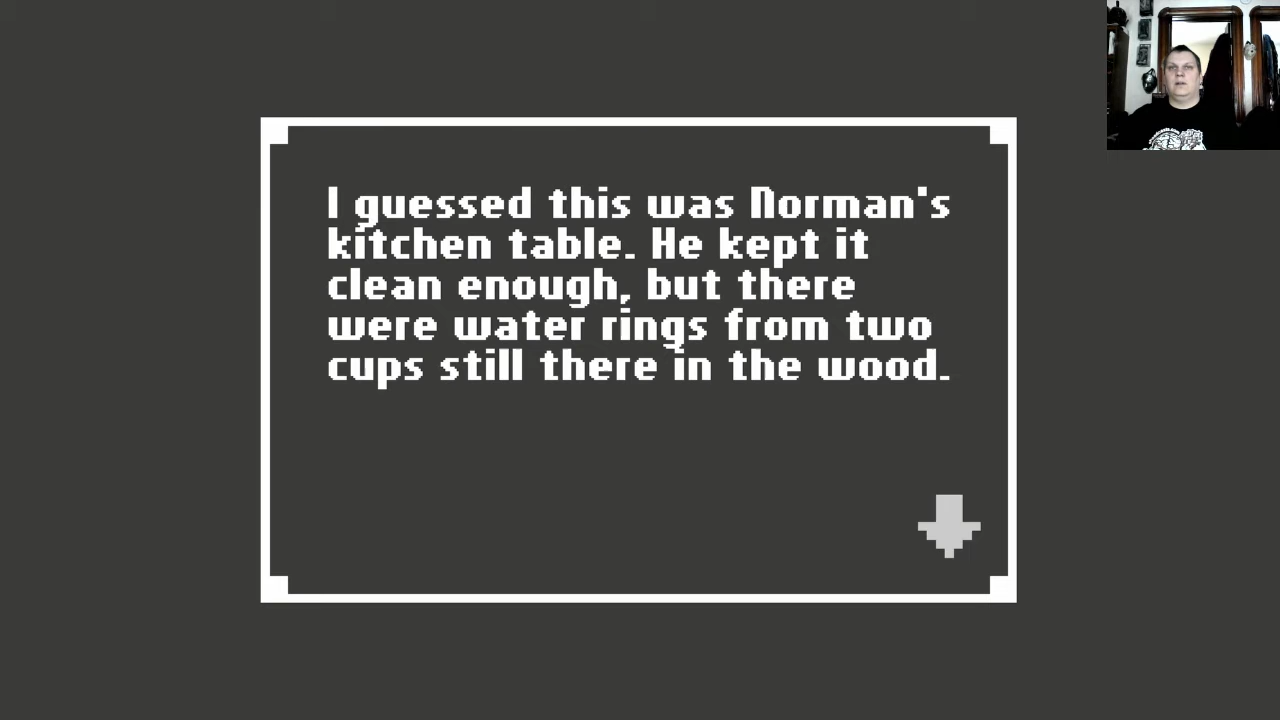 I guessed this was Norman's
kitchen table. He kept it
clean enough, but there
were water rings from two
cups still there in the wood.